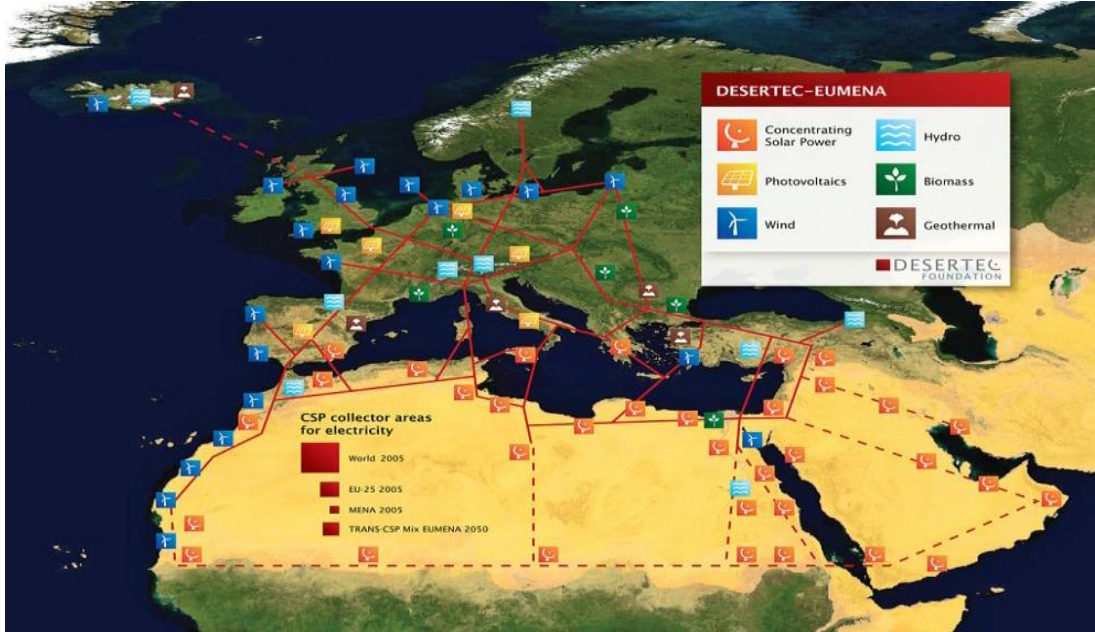 DESERTEC–EUMENA
Concentrating
Solar Power
Hydro
Photovoltaics
Biomass
Wind
Geothermal
DESERTEC
FOUNDATION
CSP collector areas
for electricity
World 2005
EU-25 2005
MENA 2005
TRANS-CSP Mix EUMENA 2050